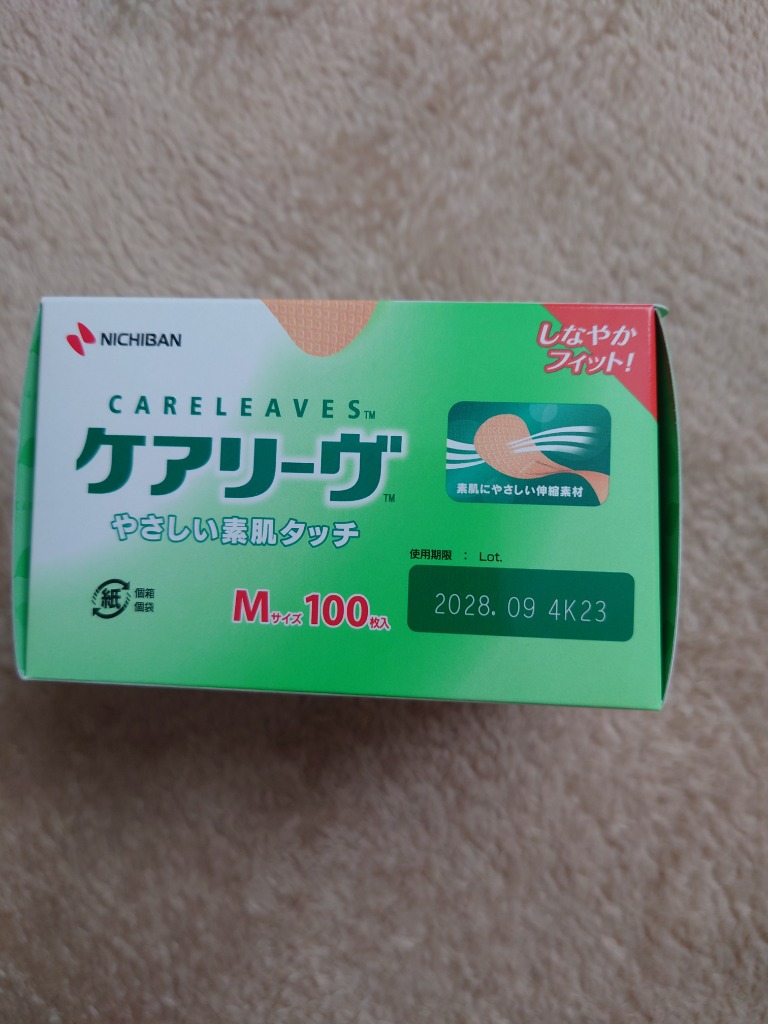 NICHIBAN
しなやか
フィット!
CARELEAVES™
ケアリーヴ™
やさしい素肌タッチ
素肌にやさしい伸縮素材
使用期限 : Lot.
2028. 09 4K23
紙
個箱
個袋
Mサイズ100枚入